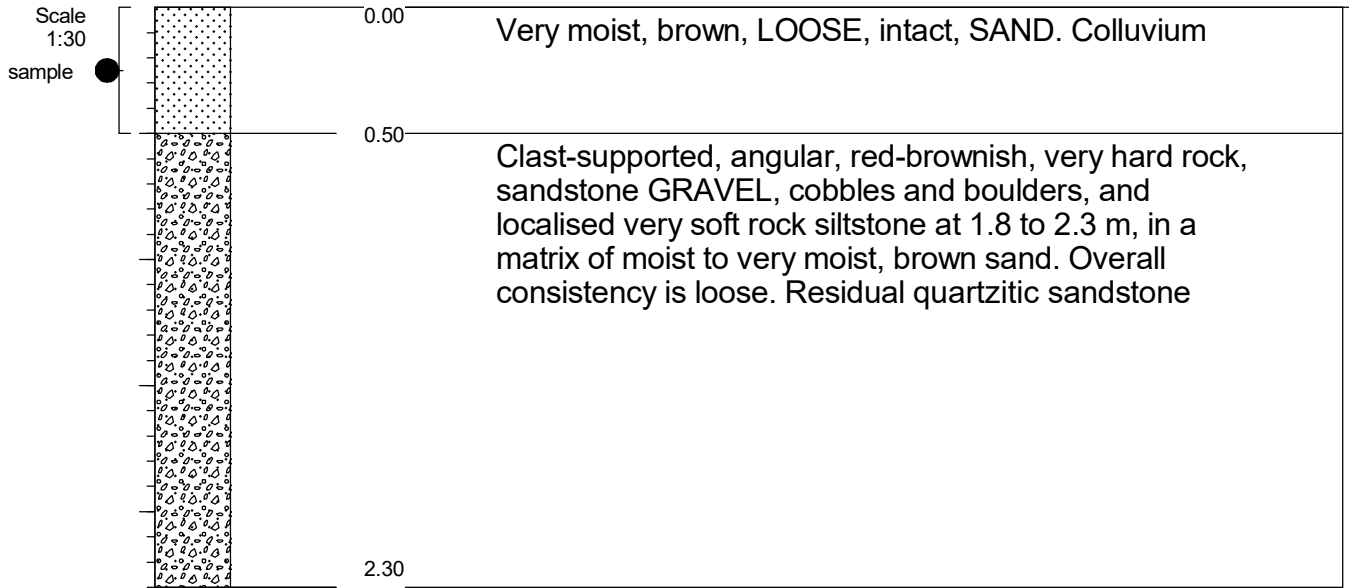 Scale
1:30
sample
0.00
Very moist, brown, LOOSE, intact, SAND. Colluvium
0.50
Clast-supported, angular, red-brownish, very hard rock,
sandstone GRAVEL, cobbles and boulders, and
localised very soft rock siltstone at 1.8 to 2.3 m, in a
matrix of moist to very moist, brown sand. Overall
consistency is loose. Residual quartzitic sandstone
2.30